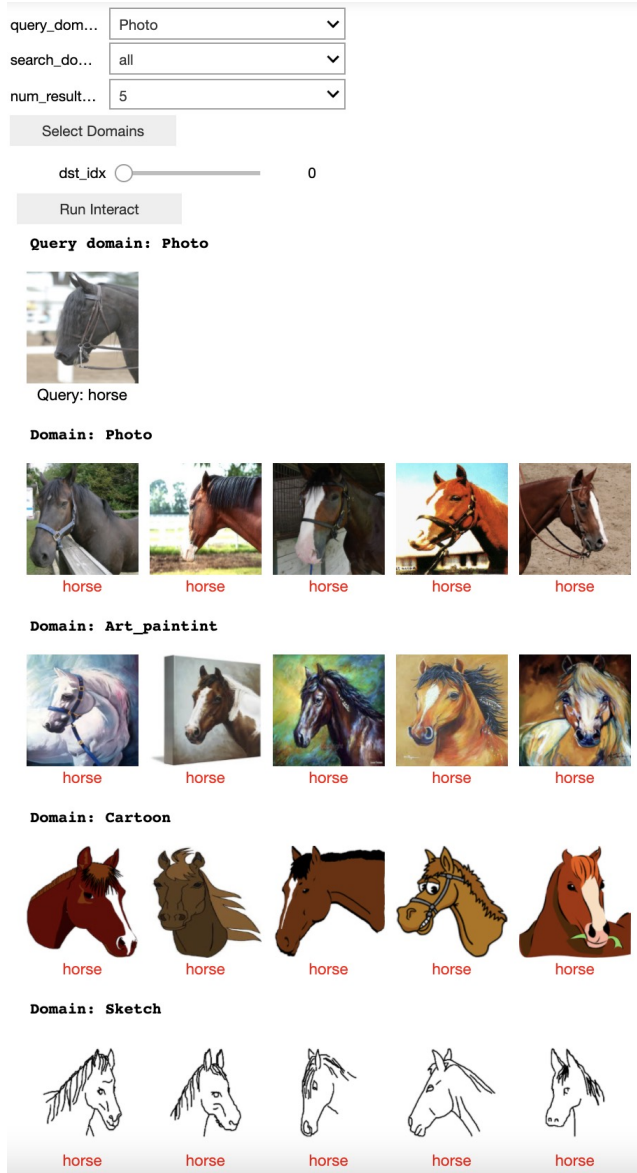 query_dom... Photo
search_do... all
num_result... 5
Select Domains
dst_idx 0
Run Interact
Query domain: Photo
Query: horse
Domain: Photo
horse horse horse horse horse
Domain: Art_paintint
horse horse horse horse horse
Domain: Cartoon
horse horse horse horse horse
Domain: Sketch
horse horse horse horse horse